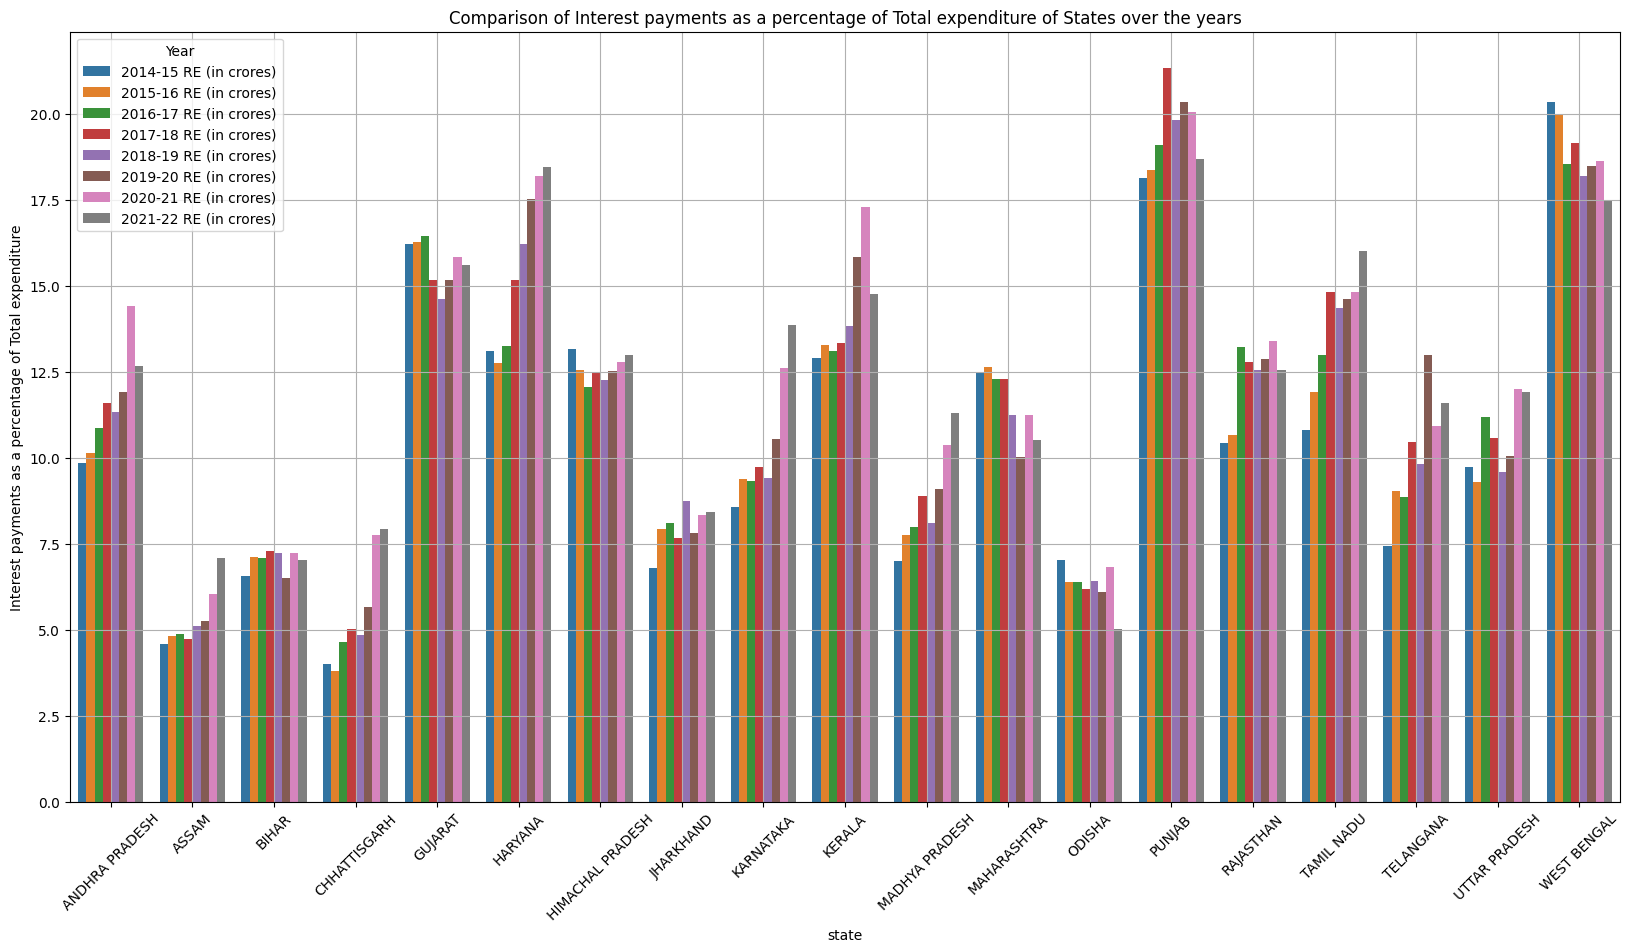 Comparison of Interest payments as a percentage of Total expenditure of States over the years
Year
2014-15 RE (in crores)
2015-16 RE (in crores)
2016-17 RE (in crores)
2017-18 RE (in crores)
2018-19 RE (in crores)
2019-20 RE (in crores)
2020-21 RE (in crores)
2021-22 RE (in crores)
Interest payments as a percentage of Total expenditure
20.0
17.5
15.0
12.5
10.0
7.5
5.0
2.5
0.0
ANDHRA PRADESH
ASSAM
BIHAR
CHHATTISGARH
GUJARAT
HARYANA
HIMACHAL PRADESH
JHARKHAND
KARNATAKA
KERALA
MADHYA PRADESH
MAHARASHTRA
ODISHA
PUNJAB
RAJASTHAN
TAMIL NADU
TELANGANA
UTTAR PRADESH
WEST BENGAL
state